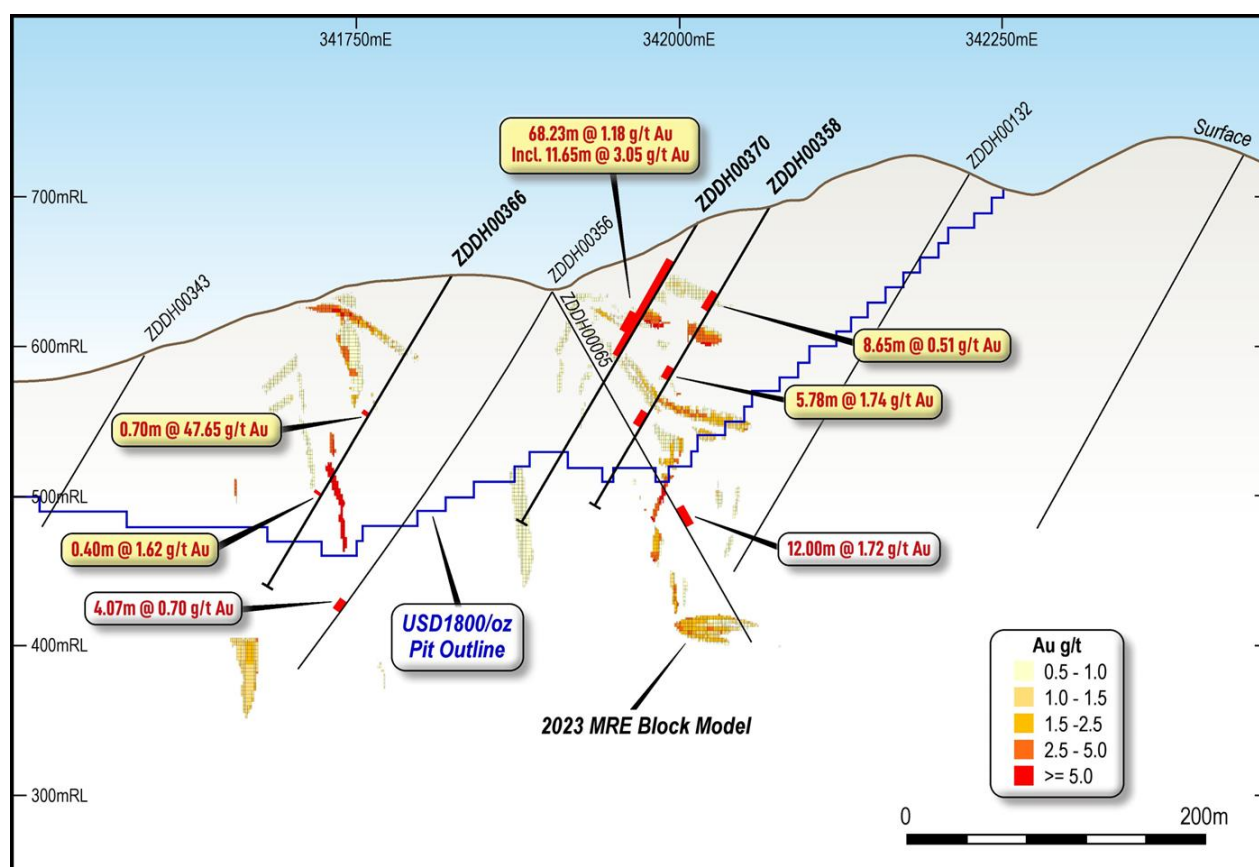 341750mE
342000mE
342250mE
68.23m @ 1.18 g/t Au
Incl. 11.65m @ 3.05 g/t Au
ZDDH00370
ZDDH00358
ZDDH00132
Surface
700mRL
ZDDH00366
ZDDH00356
ZDDH00343
ZDDH00065
600mRL
8.65m @ 0.51 g/t Au
5.78m @ 1.74 g/t Au
0.70m @ 47.65 g/t Au
500mRL
0.40m @ 1.62 g/t Au
12.00m @ 1.72 g/t Au
4.07m @ 0.70 g/t Au
USD1800/oz
Pit Outline
400mRL
2023 MRE Block Model
Au g/t
0.5 - 1.0
1.0 - 1.5
1.5 -2.5
2.5 - 5.0
>= 5.0
300mRL
0
200m